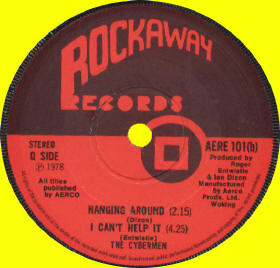 ROCKAWAY
RECORDS
STEREO
Q SIDE
℗ 1978
All titles
published
by AERCO
AERE 101(b)
Produced by
Roger
Entwistle
& Ian Dixon
Manufactured
by Aerco
Prods. Ltd.
Woking
HANGING AROUND (2.15)
(Dixon)
I CAN'T HELP IT (4.25)
(Entwistle)
THE CYBERMEN